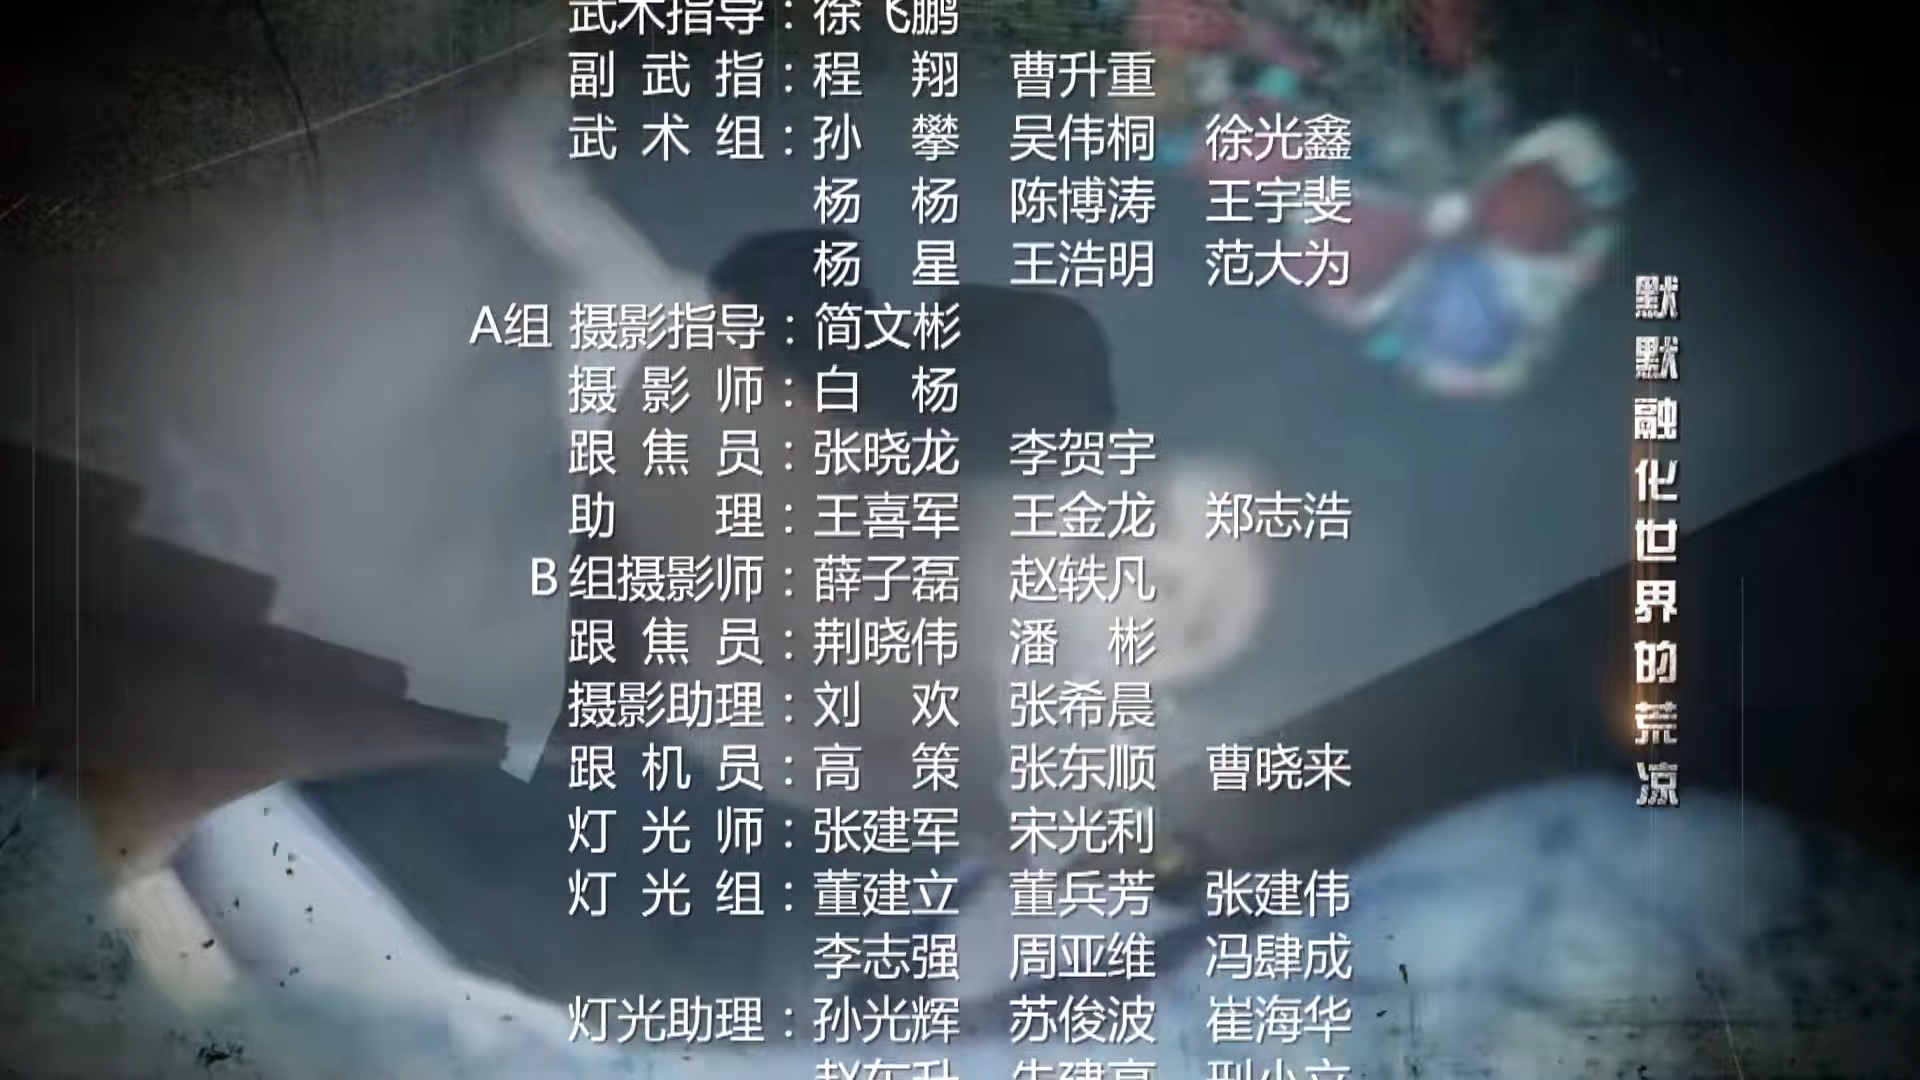 武术指导：徐飞鹏
副武指：程翔 曹升重
武术组：孙攀 吴伟桐 徐光鑫
杨杨 陈博涛 王宇斐
杨星 王浩明 范大为
A组 摄影指导：简文彬
摄影师：白杨
跟焦员：张晓龙 李贺宇
助理：王喜军 王金龙 郑志浩
B组摄影师：薛子磊 赵轶凡
跟焦员：荆晓伟 潘彬
摄影助理：刘欢 张希晨
跟机员：高策 张东顺 曹晓来
灯光师：张建军 宋光利
灯光组：董建立 董兵芳 张建伟
李志强 周亚维 冯肆成
灯光助理：孙光辉 苏俊波 崔海华
默默融化世界的荒凉